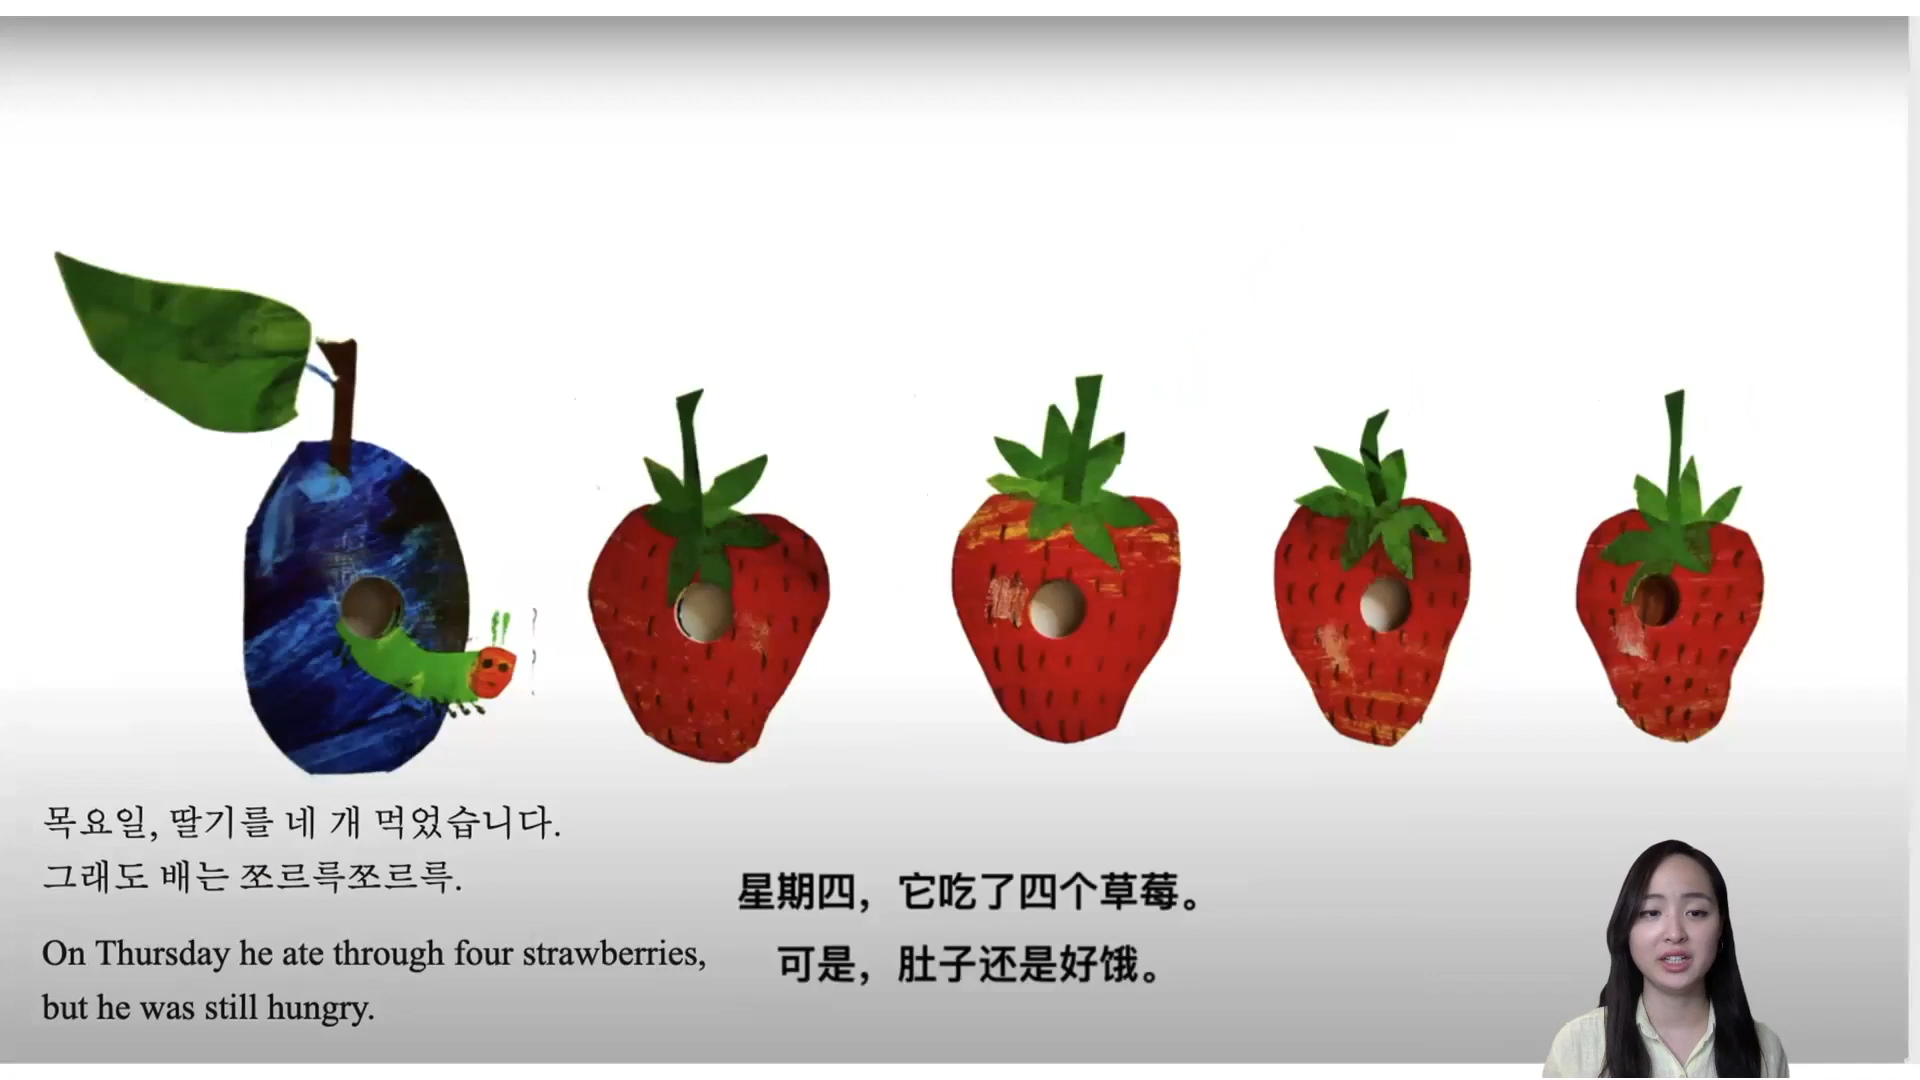 목요일, 딸기를 네 개 먹었습니다.
그래도 배는 쪼르륵쪼르륵.
On Thursday he ate through four strawberries,
but he was still hungry.
星期四，它吃了四个草莓。
可是，肚子还是好饿。